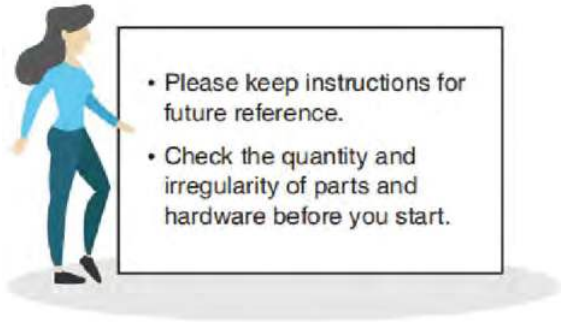 • Please keep instructions for
future reference.
• Check the quantity and
irregularity of parts and
hardware before you start.